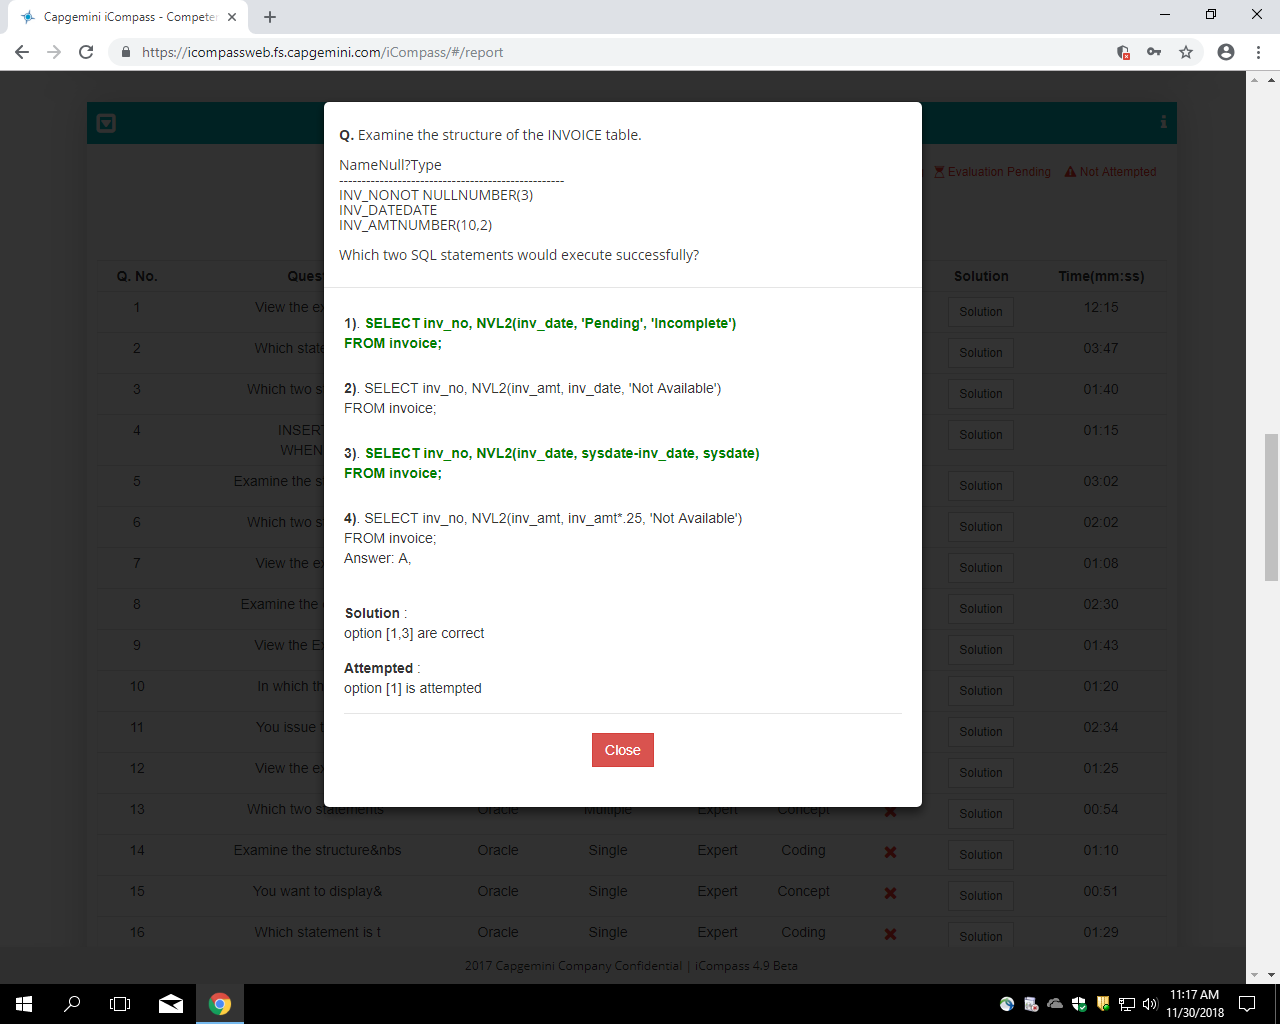 Capgemini iCompass - Competer
https://icompassweb.fs.capgemini.com/iCompass/#/report
Evaluation Pending Not Attempted
Q. Examine the structure of the INVOICE table.
NameNull?Type
--------------------------------------------------
INV_NONOT NULLNUMBER(3)
INV_DATEDATE
INV_AMTNUMBER(10,2)
Which two SQL statements would execute successfully?
1). SELECT inv_no, NVL2(inv_date, 'Pending', 'Incomplete')
FROM invoice;
2). SELECT inv_no, NVL2(inv_amt, inv_date, 'Not Available')
FROM invoice;
3). SELECT inv_no, NVL2(inv_date, sysdate-inv_date, sysdate)
FROM invoice;
4). SELECT inv_no, NVL2(inv_amt, inv_amt*.25, 'Not Available')
FROM invoice;
Answer: A,
Solution :
option [1,3] are correct
Attempted :
option [1] is attempted
Close
Q. No. Ques Solution Time(mm:ss)
1 View the ex Solution 12:15
2 Which state Solution 03:47
3 Which two s Solution 01:40
4 INSERT Solution 01:15
WHEN
5 Examine the s Solution 03:02
6 Which two s Solution 02:02
7 View the ex Solution 01:08
8 Examine the Solution 02:30
9 View the E Solution 01:43
10 In which th Solution 01:20
11 You issue t Solution 02:34
12 View the ex Solution 01:25
13 Which two statements Oracle Multiple Expert Concept Solution 00:54
14 Examine the structure&nbs Oracle Single Expert Coding Solution 01:10
15 You want to display& Oracle Single Expert Concept Solution 00:51
16 Which statement is t Oracle Single Expert Coding Solution 01:29
2017 Capgemini Company Confidential | iCompass 4.9 Beta
11:17 AM
11/30/2018